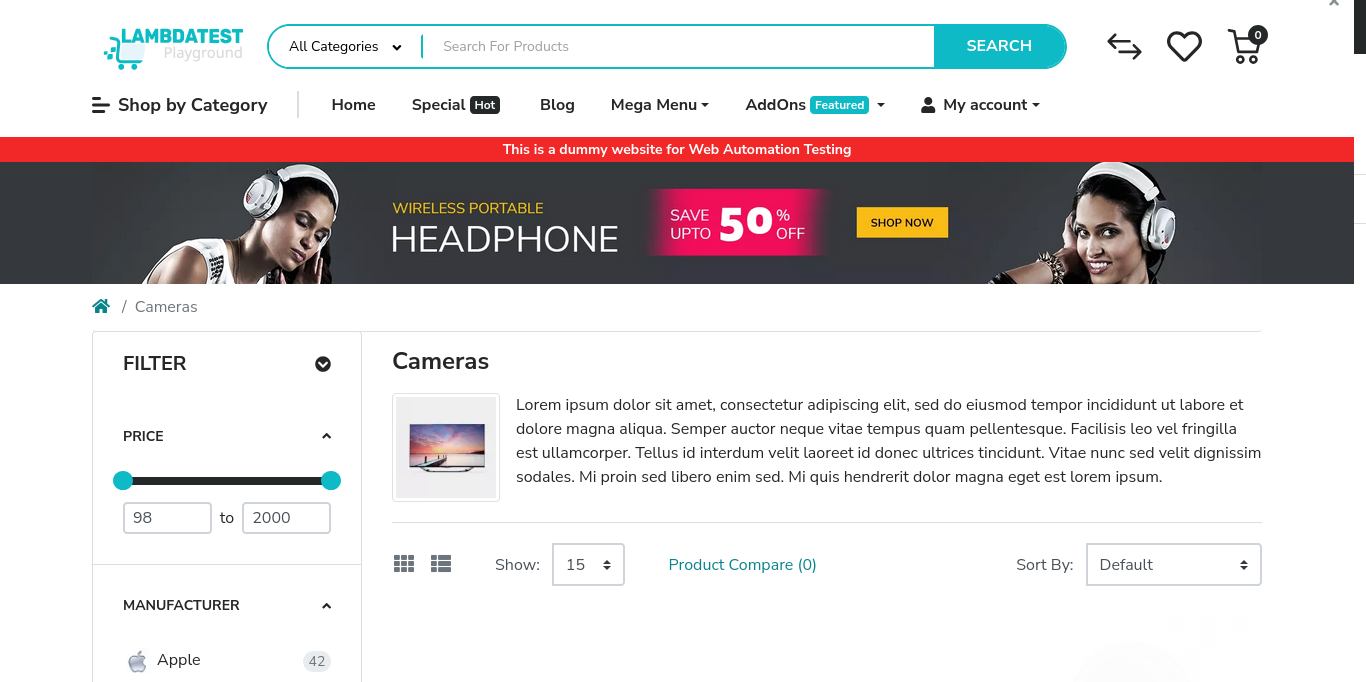 LAMBDATEST
Playground
All Categories
Search For Products
SEARCH
0
Shop by Category
Home
Special Hot
Blog
Mega Menu
AddOns Featured
My account
This is a dummy website for Web Automation Testing
WIRELESS PORTABLE
HEADPHONE
SAVE UPTO 50% OFF
SHOP NOW
/ Cameras
FILTER
Cameras
Lorem ipsum dolor sit amet, consectetur adipiscing elit, sed do eiusmod tempor incididunt ut labore et
dolore magna aliqua. Semper auctor neque vitae tempus quam pellentesque. Facilisis leo vel fringilla
est ullamcorper. Tellus id interdum velit laoreet id donec ultrices tincidunt. Vitae nunc sed velit dignissim
sodales. Mi proin sed libero enim sed. Mi quis hendrerit dolor magna eget est lorem ipsum.
PRICE
98 to 2000
Show: 15
Product Compare (0)
Sort By: Default
MANUFACTURER
Apple 42